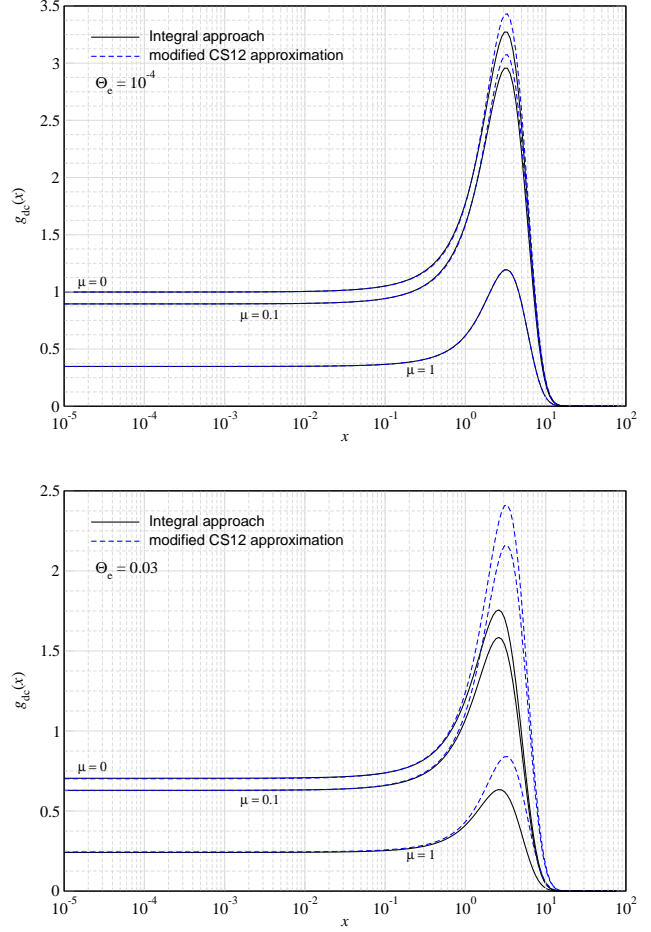 3.5
Integral approach
modified CS12 approximation
3
Θe = 10-4
2.5
2
gdc(x)
1.5
μ = 0
1
μ = 0.1
0.5
μ = 1
0
10-5 10-4 10-3 10-2 10-1 100 101 102
x
2.5
Integral approach
modified CS12 approximation
2
Θe = 0.03
1.5
gdc(x)
1
μ = 0
0.5
μ = 0.1
μ = 1
0
10-5 10-4 10-3 10-2 10-1 100 101 102
x